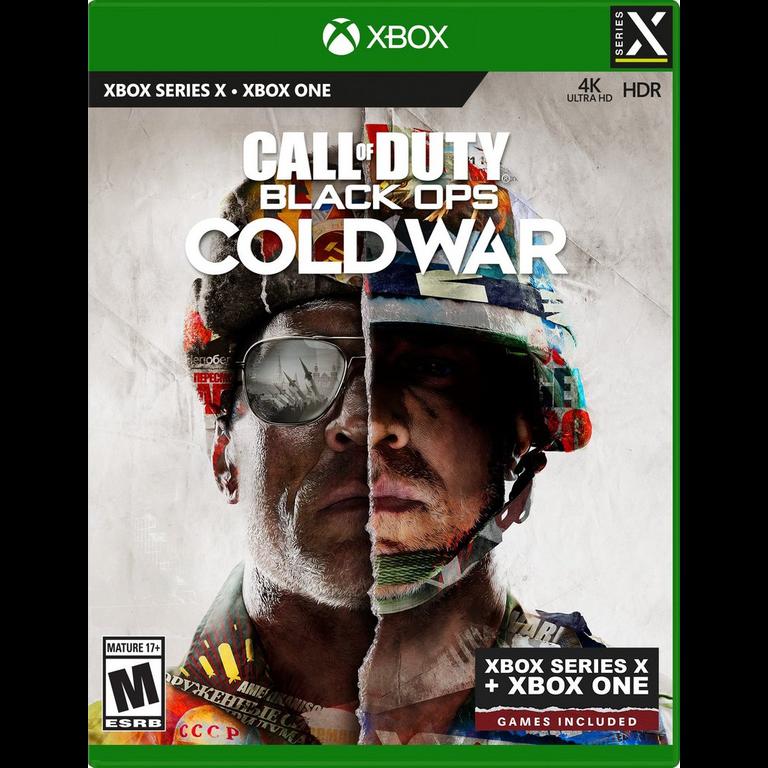 XBOX
SERIES X
XBOX SERIES X • XBOX ONE
4K
ULTRA HD
HDR
CALL OF DUTY
BLACK OPS
COLD WAR
MATURE 17+
M
ESRB
СССР
XBOX SERIES X
+ XBOX ONE
GAMES INCLUDED